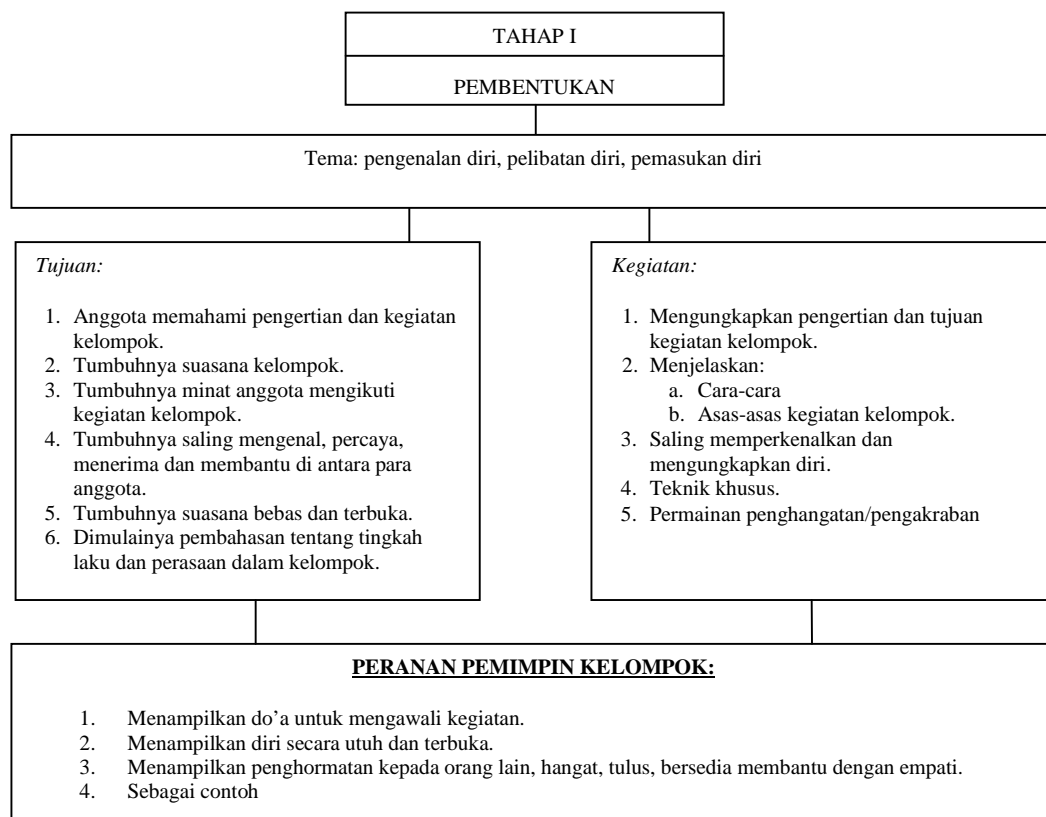 TAHAP I
PEMBENTUKAN
Tema: pengenalan diri, pelibatan diri, pemasukan diri
Tujuan:
1. Anggota memahami pengertian dan kegiatan
kelompok.
2. Tumbuhnya suasana kelompok.
3. Tumbuhnya minat anggota mengikuti
kegiatan kelompok.
4. Tumbuhnya saling mengenal, percaya,
menerima dan membantu di antara para
anggota.
5. Tumbuhnya suasana bebas dan terbuka.
6. Dimulainya pembahasan tentang tingkah
laku dan perasaan dalam kelompok.
Kegiatan:
1. Mengungkapkan pengertian dan tujuan
kegiatan kelompok.
2. Menjelaskan:
a. Cara-cara
b. Asas-asas kegiatan kelompok.
3. Saling memperkenalkan dan
mengungkapkan diri.
4. Teknik khusus.
5. Permainan penghangatan/pengakraban
PERANAN PEMIMPIN KELOMPOK:
1. Menampilkan do’a untuk mengawali kegiatan.
2. Menampilkan diri secara utuh dan terbuka.
3. Menampilkan penghormatan kepada orang lain, hangat, tulus, bersedia membantu dengan empati.
4. Sebagai contoh